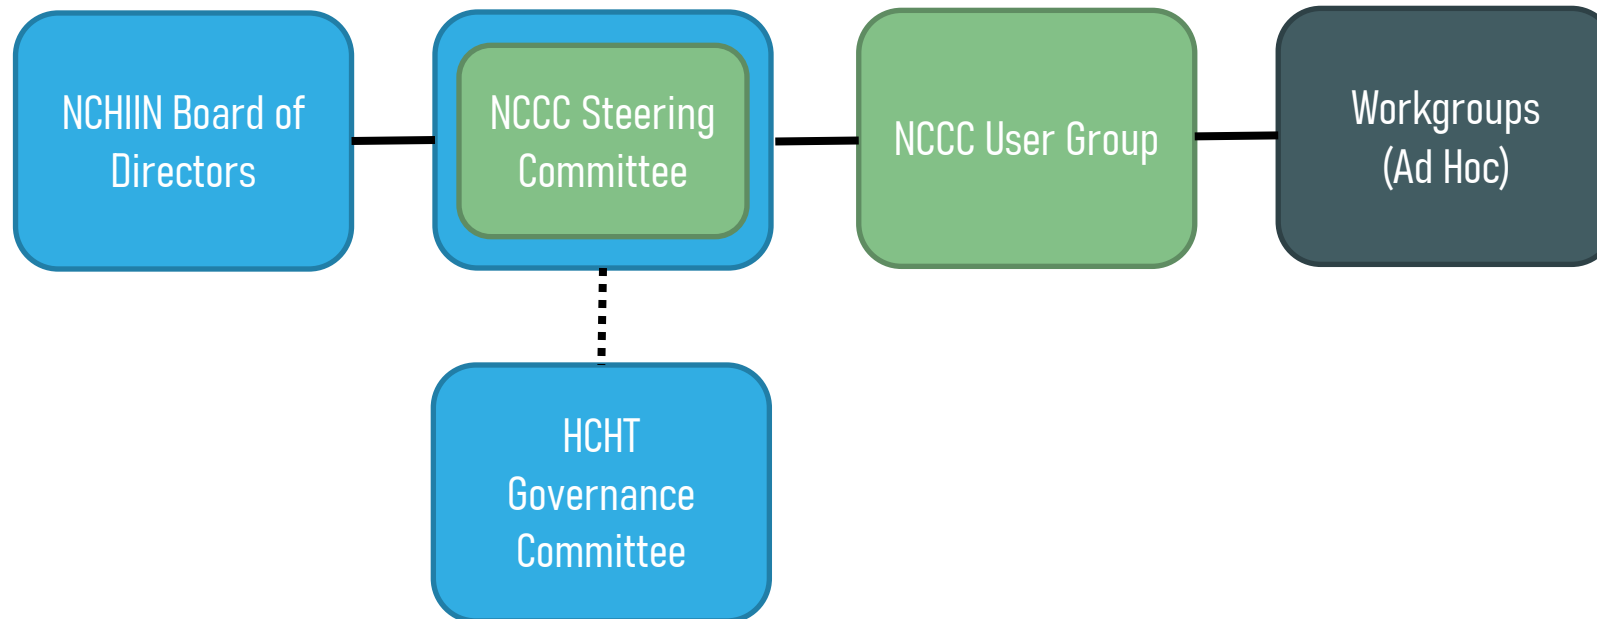 NCHIIN Board of
Directors
NCCC Steering
Committee
NCCC User Group
Workgroups
(Ad Hoc)
HCHT
Governance
Committee